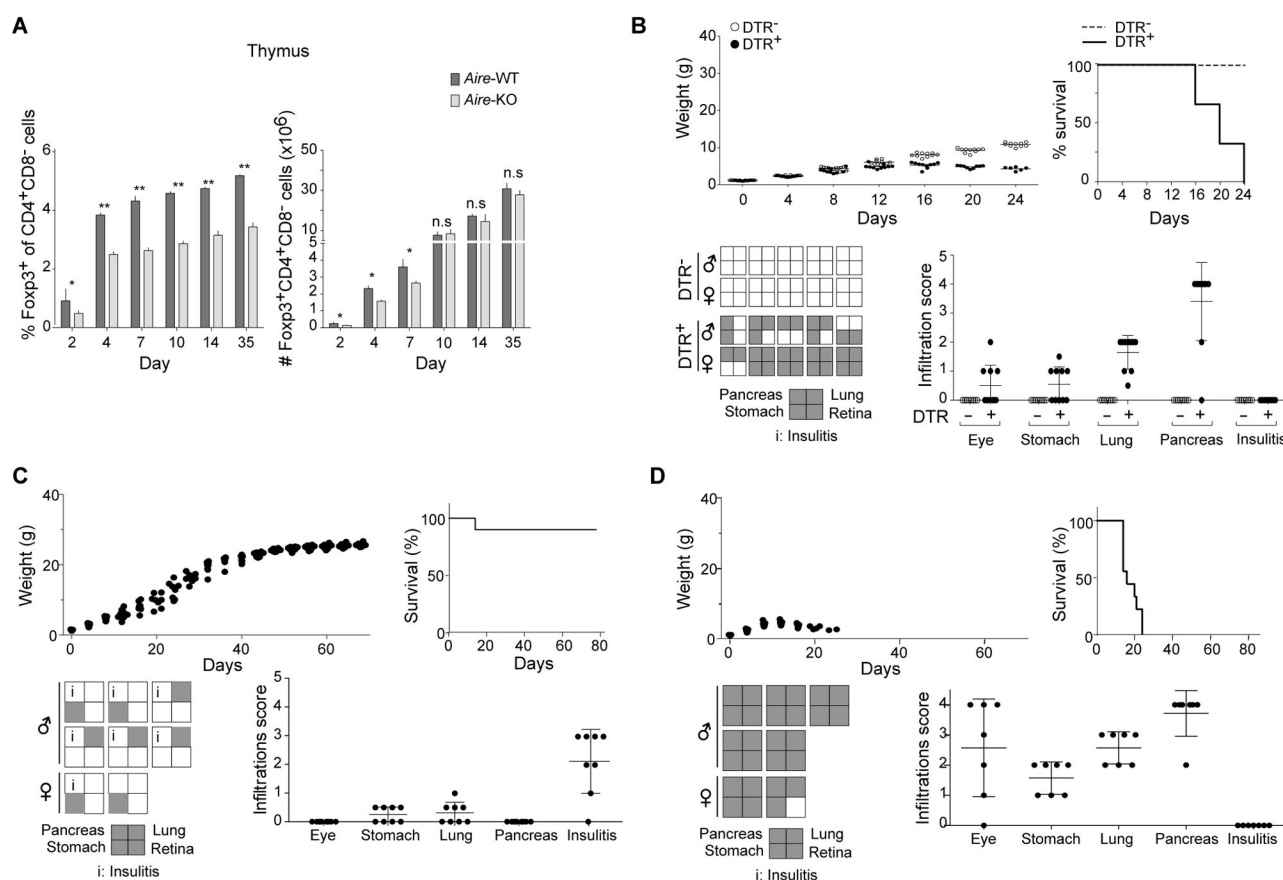 A
Thymus
Aire-WT
Aire-KO
% Foxp3+ of CD4+CD8- cells
6
4
2
0
* ** ** ** ** **
2 4 7 10 14 35
Day
# Foxp3+CD4+CD8- cells (x10⁶)
50
30
10
5
4
3
2
1
0
* * * n.s n.s n.s
2 4 7 10 14 35
Day
B
DTR-
DTR+
Weight (g)
40
30
20
10
0
0 4 8 12 16 20 24
Days
DTR-
DTR+
% survival
100
50
0
0 4 8 12 16 20 24
Days
DTR-
♂
♀
DTR+
♂
♀
Pancreas Lung
Stomach Retina
i: Insulitis
Infiltration score
5
4
3
2
1
0
DTR - + - + - + - + - +
Eye Stomach Lung Pancreas Insulitis
C
Weight (g)
40
20
0
0 20 40 60
Days
Survival (%)
100
50
0
0 20 40 60 80
Days
♂
i i i
i i i
♀
i
Pancreas Lung
Stomach Retina
i: Insulitis
Infiltrations score
5
4
3
2
1
0
Eye Stomach Lung Pancreas Insulitis
D
Weight (g)
40
20
0
0 20 40 60
Days
Survival (%)
100
50
0
0 20 40 60 80
Days
♂
♀
Pancreas Lung
Stomach Retina
i: Insulitis
Infiltrations score
4
3
2
1
0
Eye Stomach Lung Pancreas Insulitis